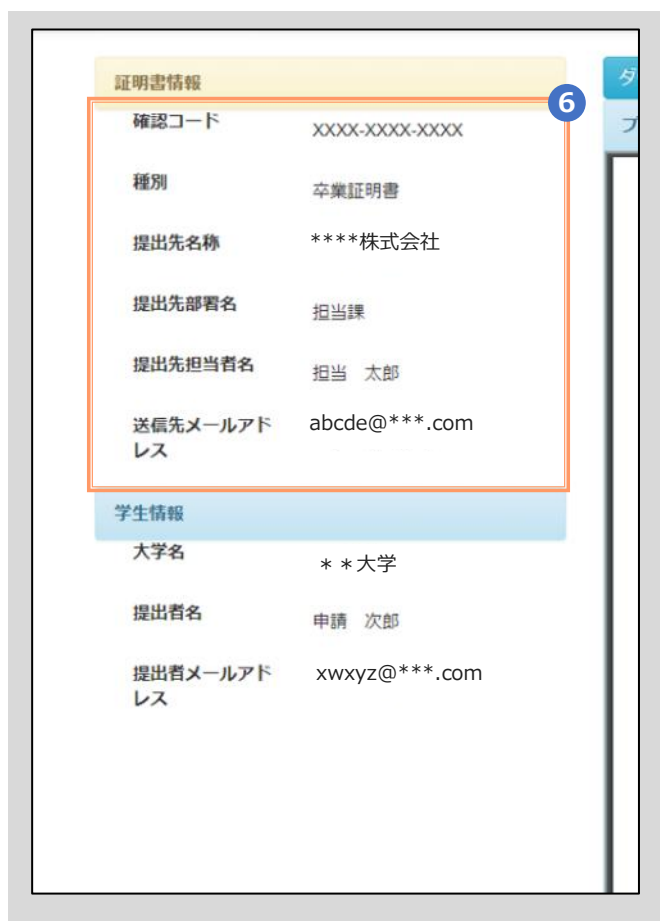 証明書情報
6
確認コード XXXX-XXXX-XXXX
種別 卒業証明書
提出先名称 ****株式会社
提出先部署名 担当課
提出先担当者名 担当　太郎
送信先メールアド abcde@***.com
レス
学生情報
大学名 ＊＊大学
提出者名 申請　次郎
提出者メールアド xwxyz@***.com
レス
ダ
プ